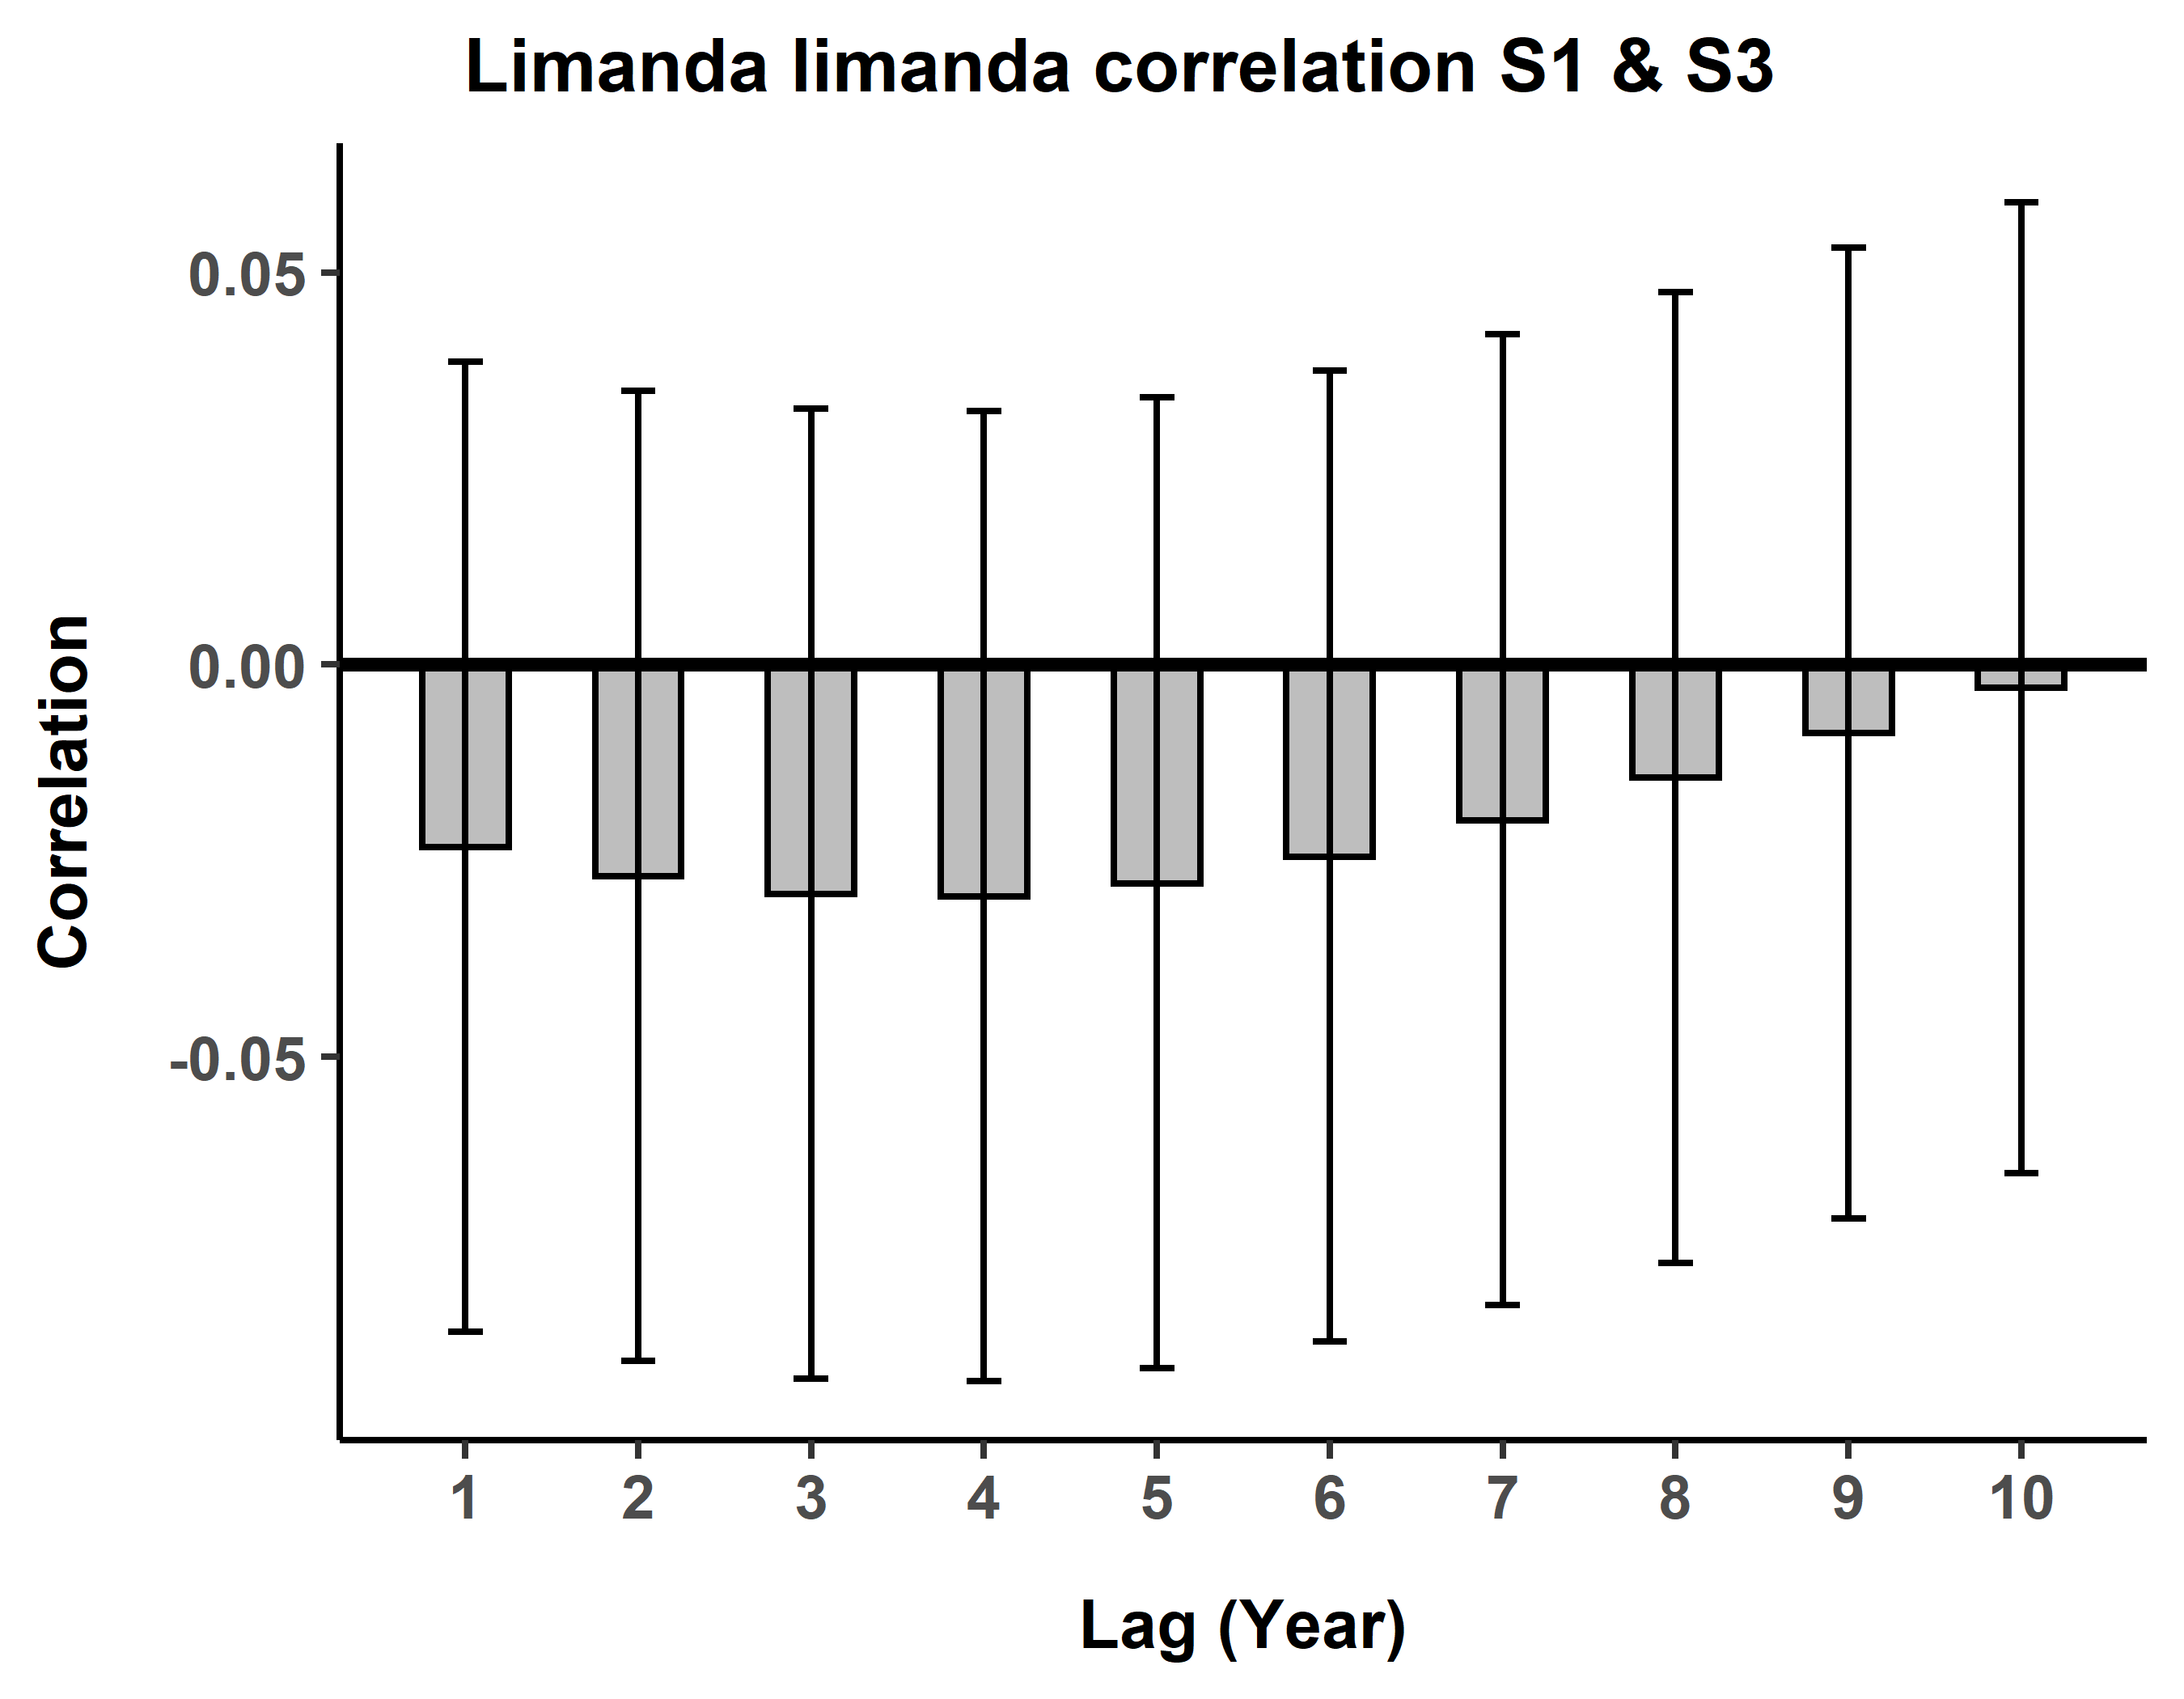 Limanda limanda correlation S1 & S3
Correlation
0.05
0.00
-0.05
1 2 3 4 5 6 7 8 9 10
Lag (Year)